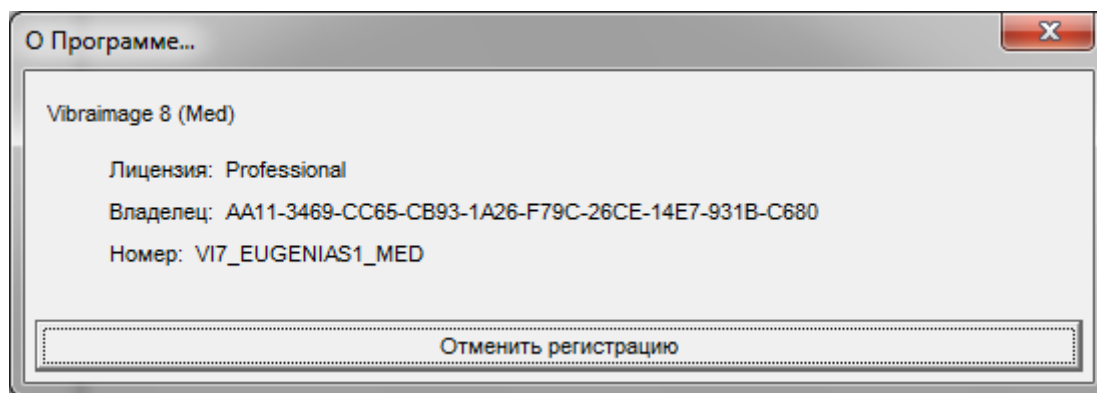 О Программе...
Vibraimage 8 (Med)
Лицензия: Professional
Владелец: AA11-3469-CC65-CB93-1A26-F79C-26CE-14E7-931B-C680
Номер: VI7_EUGENIAS1_MED
Отменить регистрацию